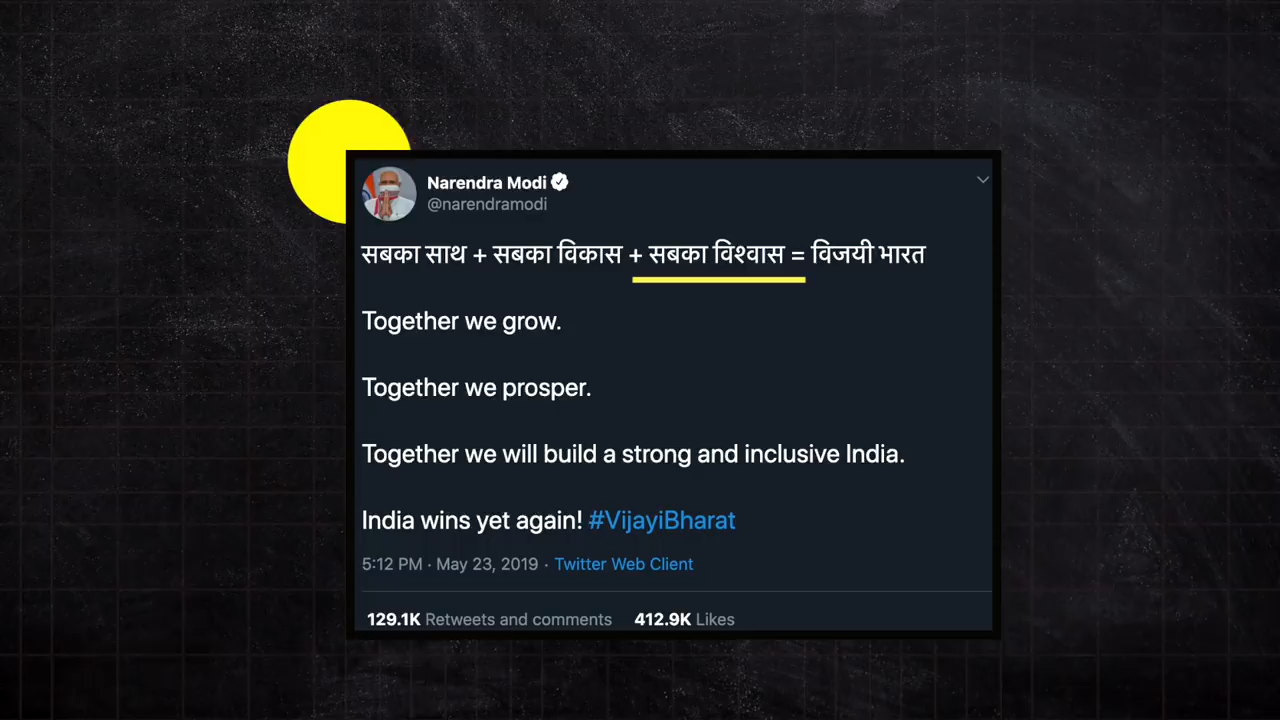 Narendra Modi
@narendramodi
सबका साथ + सबका विकास + सबका विश्वास = विजयी भारत
Together we grow.
Together we prosper.
Together we will build a strong and inclusive India.
India wins yet again! #VijayiBharat
5:12 PM · May 23, 2019 · Twitter Web Client
129.1K Retweets and comments 412.9K Likes